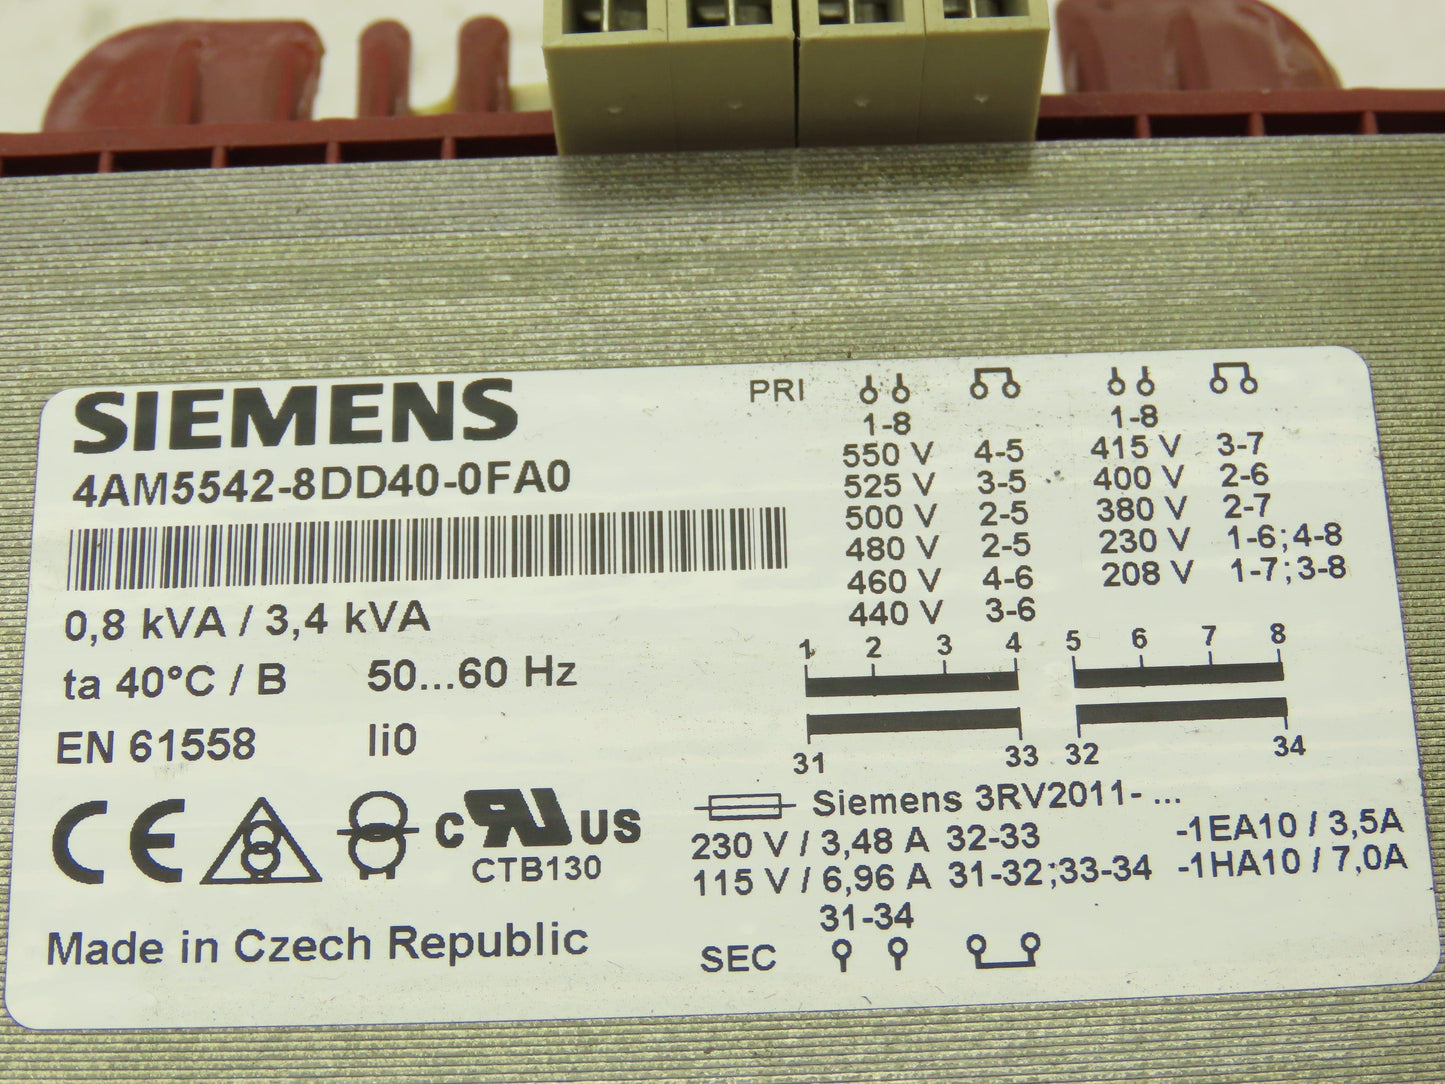 SIEMENS
4AM5542-8DD40-0FA0
0,8 kVA / 3,4 kVA
ta 40°C / B 50...60 Hz
EN 61558 Ii0
CE
c RU US
CTB130
Made in Czech Republic
PRI
1-8 1-8
550 V 4-5 415 V 3-7
525 V 3-5 400 V 2-6
500 V 2-5 380 V 2-7
480 V 2-5 230 V 1-6;4-8
460 V 4-6 208 V 1-7;3-8
440 V 3-6
1 2 3 4 5 6 7 8
31 33 32 34
Siemens 3RV2011- ...
230 V / 3,48 A 32-33 -1EA10 / 3,5A
115 V / 6,96 A 31-32;33-34 -1HA10 / 7,0A
31-34
SEC